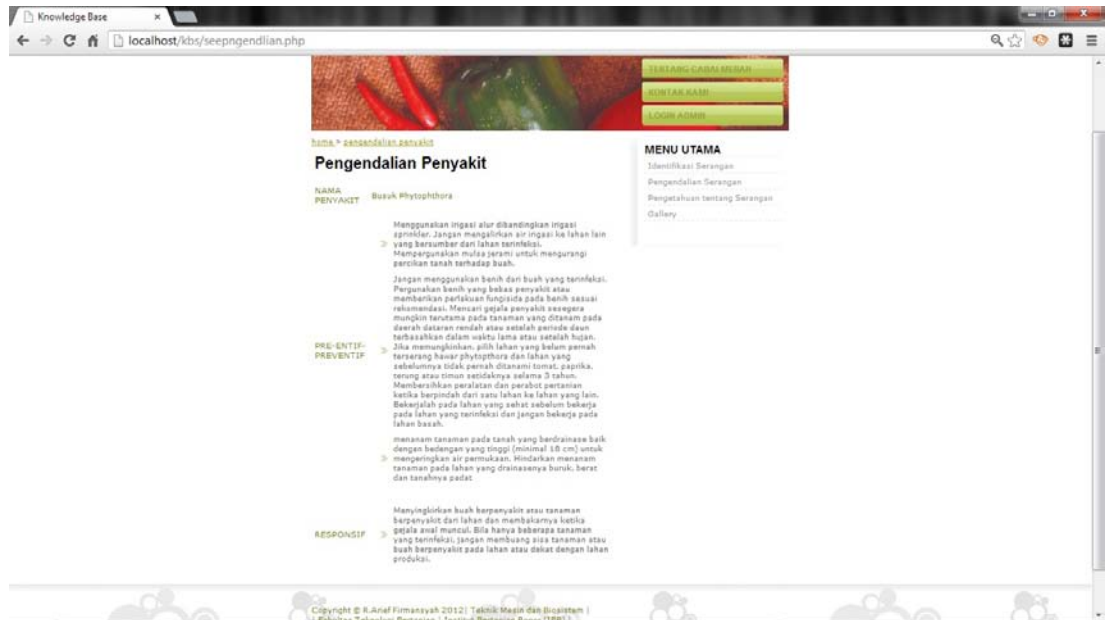 Knowledge Base
localhost/kbs/seepngendlian.php
TENTANG CABAI MERAH
KONTAK KAMI
LOGIN ADMIN
home > pengendalian penyakit
Pengendalian Penyakit
NAMA
PENYAKIT
Busuk Phytophthora
Menggunakan irigasi alur dibandingkan irigasi
sprinkler. Jangan mengalirkan air irigasi ke lahan lain
yang bersumber dari lahan terinfeksi.
Mempergunakan mulsa jerami untuk mengurangi
percikan tanah terhadap buah.
PRE-ENTIF-
PREVENTIF
Jangan menggunakan benih dari buah yang terinfeksi.
Pergunakan benih yang bebas penyakit atau
memberikan perlakuan fungisida pada benih sesuai
rekomendasi. Mencari gejala penyakit sesegera
mungkin terutama pada tanaman yang ditanam pada
daerah dataran rendah atau setelah periode daun
terbasahkan dalam waktu lama atau setelah hujan.
Jika memungkinkan, pilih lahan yang belum pernah
terserang hawar phytopthora dan lahan yang
sebelumnya tidak pernah ditanami tomat, paprika,
terung atau timun setidaknya selama 3 tahun.
Membersihkan peralatan dan perabot pertanian
ketika berpindah dari satu lahan ke lahan yang lain.
Bekerjalah pada lahan yang sehat sebelum bekerja
pada lahan yang terinfeksi dan jangan bekerja pada
lahan basah.
menanam tanaman pada tanah yang berdrainase baik
dengan bedengan yang tinggi (minimal 18 cm) untuk
mengeringkan air permukaan. Hindarkan menanam
tanaman pada lahan yang drainasenya buruk, berat
dan tanahnya padat
RESPONSIF
Menyingkirkan buah berpenyakit atau tanaman
berpenyakit dari lahan dan membakarnya ketika
gejala awal muncul. Bila hanya beberapa tanaman
yang terinfeksi, jangan membuang sisa tanaman atau
buah berpenyakit pada lahan atau dekat dengan lahan
produksi.
MENU UTAMA
Identifikasi Serangan
Pengendalian Serangan
Pengetahuan tentang Serangan
Gallery
Copyright © R.Arief Firmansyah 2012| Teknik Mesin dan Biosistem |
| Fakultas Teknologi Pertanian | Institut Pertanian Bogor (IPB) |